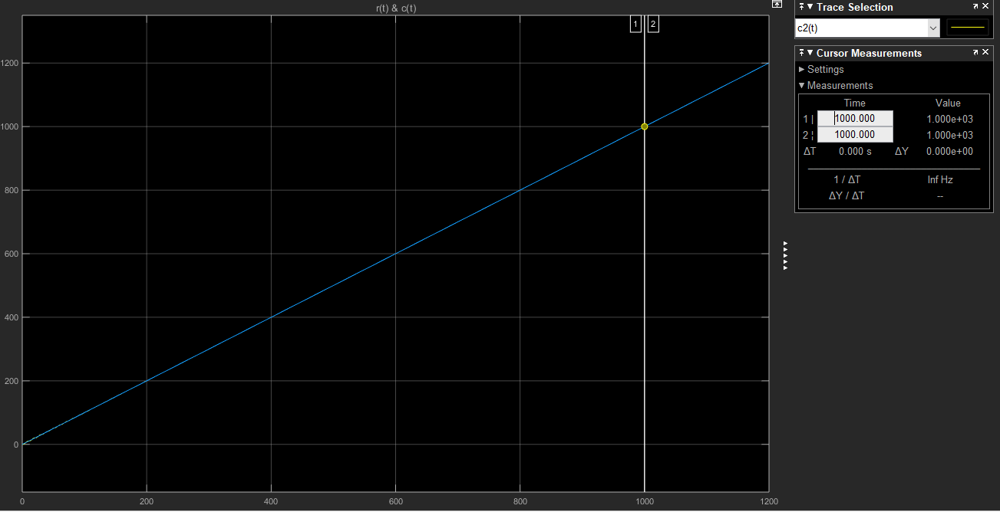 r(t) & c(t)
1 2
1200
1000
800
600
400
200
0
0 200 400 600 800 1000 1200
Trace Selection
c2(t)
Cursor Measurements
Settings
Measurements
Time Value
1 | 1000.000 1.000e+03
2 ¦ 1000.000 1.000e+03
ΔT 0.000 s ΔY 0.000e+00
1 / ΔT Inf Hz
ΔY / ΔT --